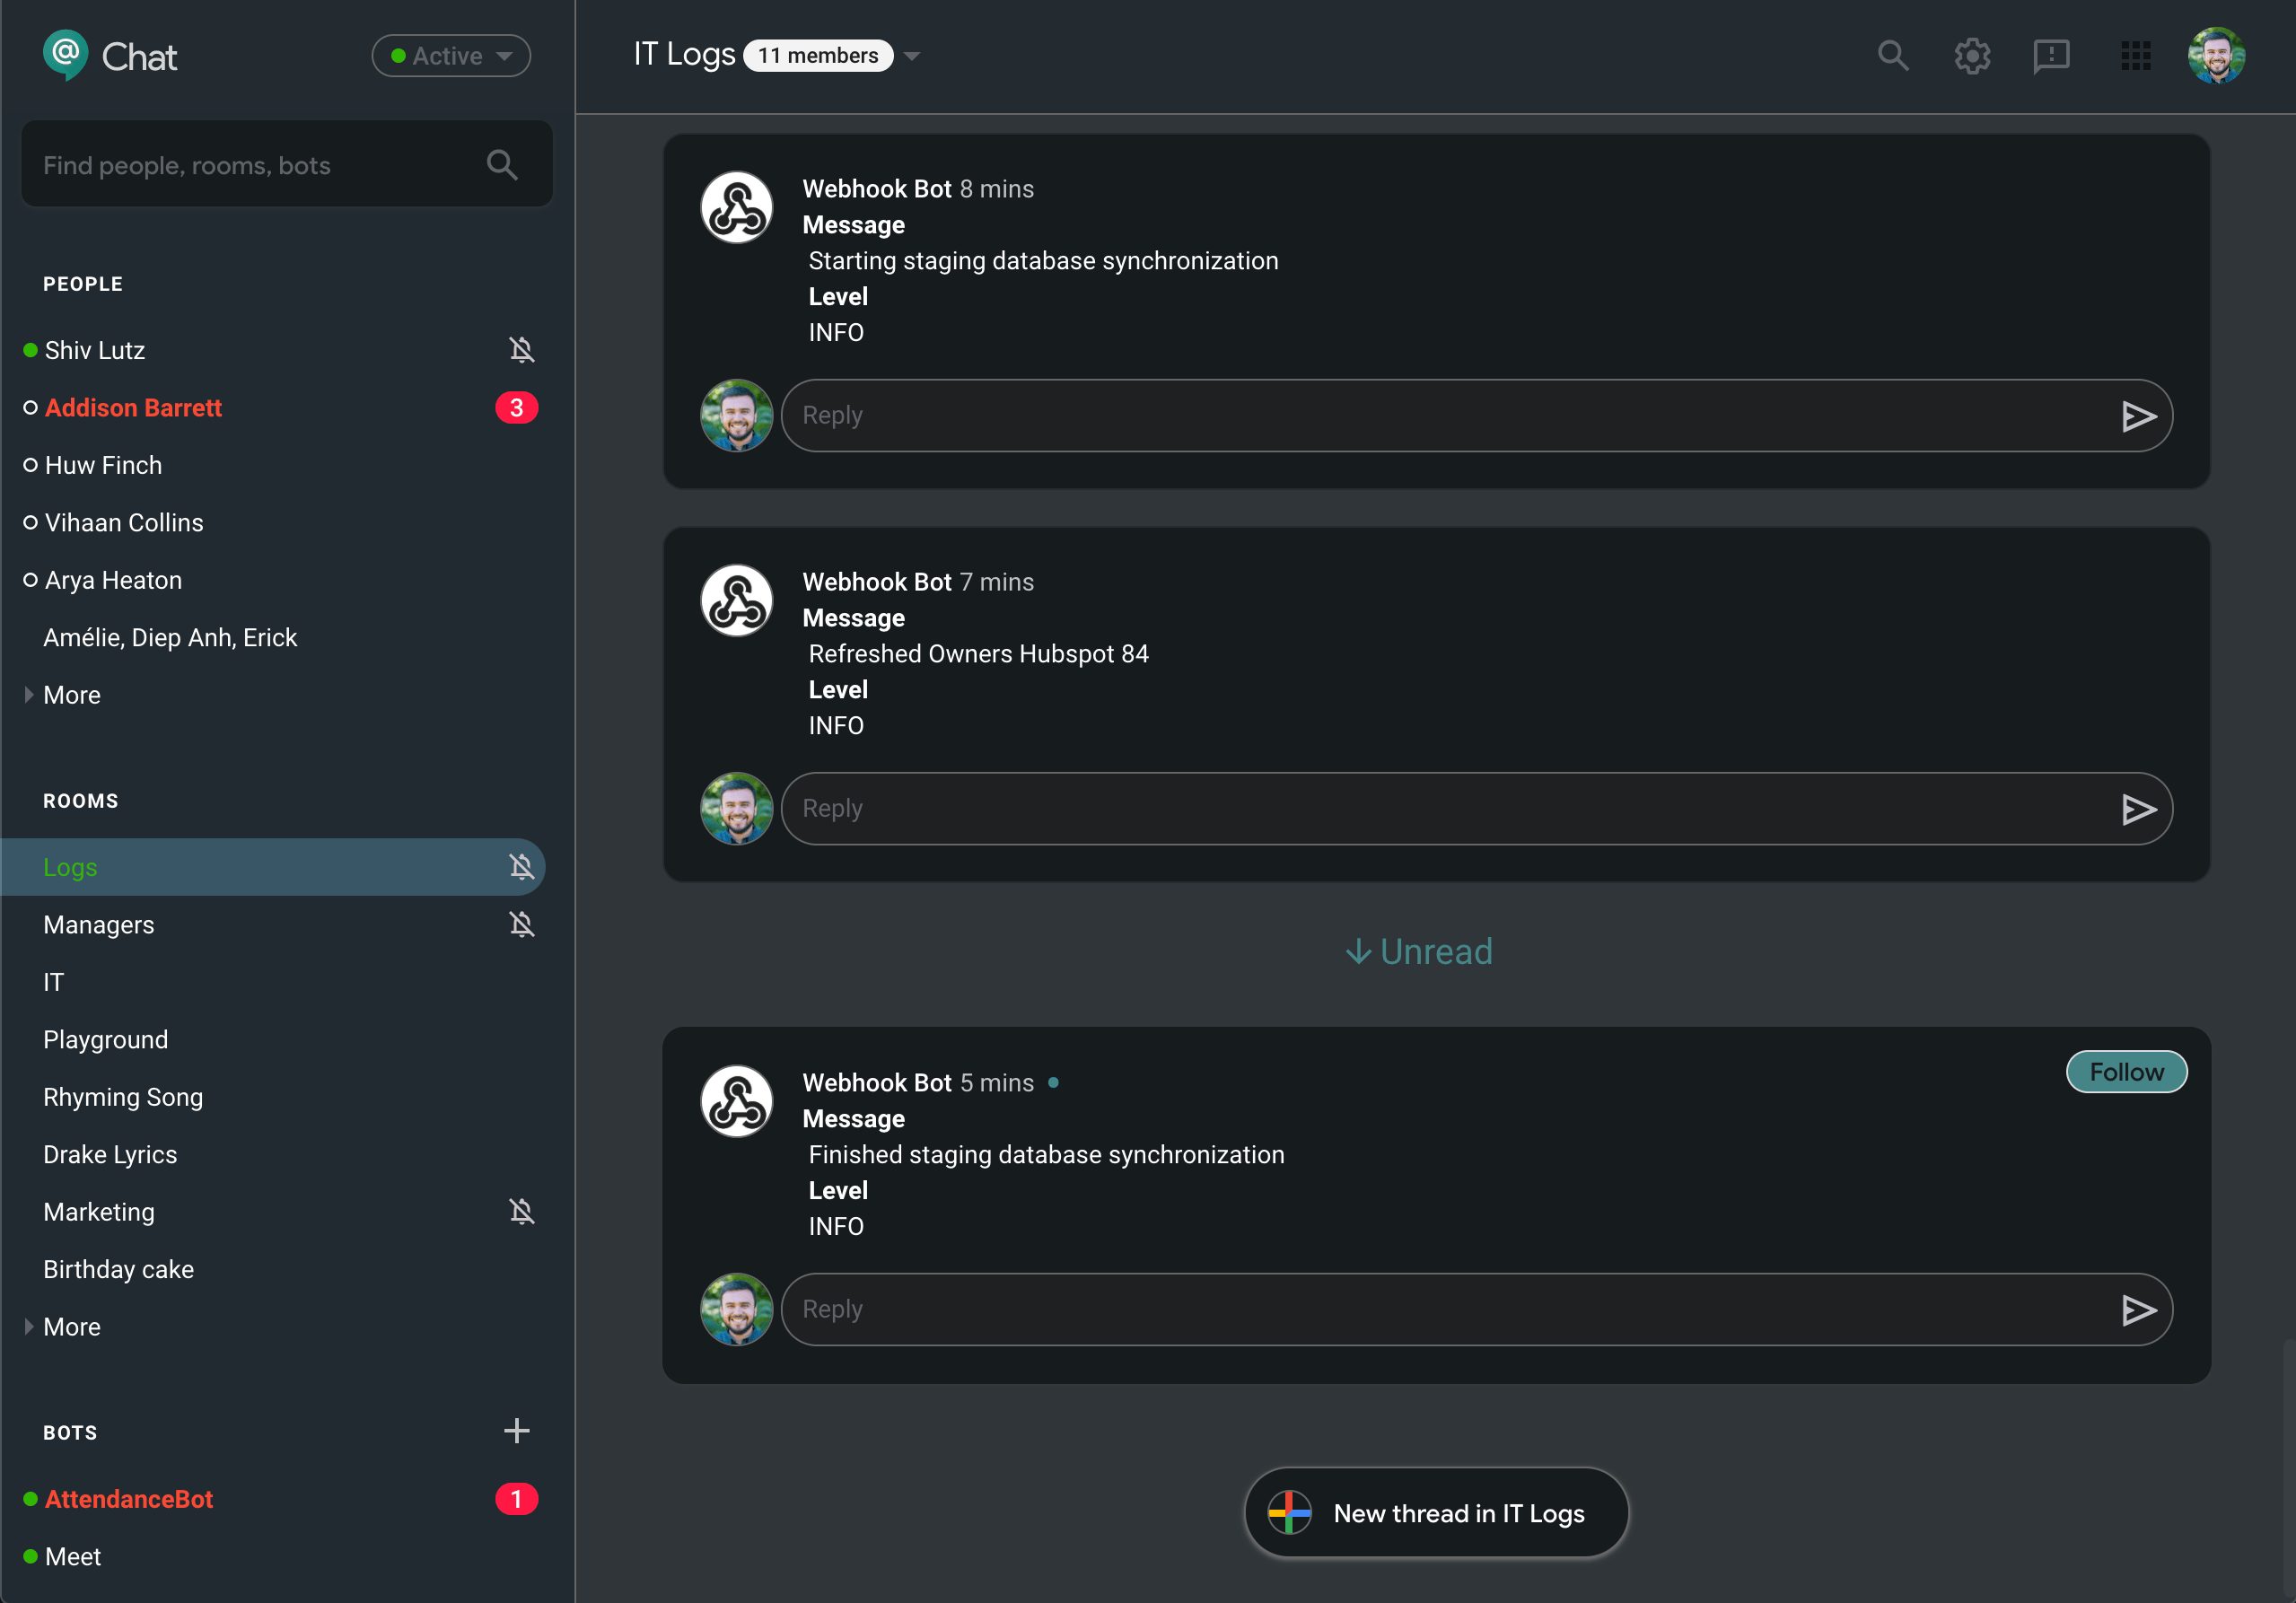 @ Chat
Active
Find people, rooms, bots
PEOPLE
Shiv Lutz
Addison Barrett 3
Huw Finch
Vihaan Collins
Arya Heaton
Amélie, Diep Anh, Erick
More
ROOMS
Logs
Managers
IT
Playground
Rhyming Song
Drake Lyrics
Marketing
Birthday cake
More
BOTS
AttendanceBot 1
Meet
IT Logs 11 members
Webhook Bot 8 mins
Message
Starting staging database synchronization
Level
INFO
Reply
Webhook Bot 7 mins
Message
Refreshed Owners Hubspot 84
Level
INFO
Reply
Unread
Webhook Bot 5 mins
Follow
Message
Finished staging database synchronization
Level
INFO
Reply
New thread in IT Logs